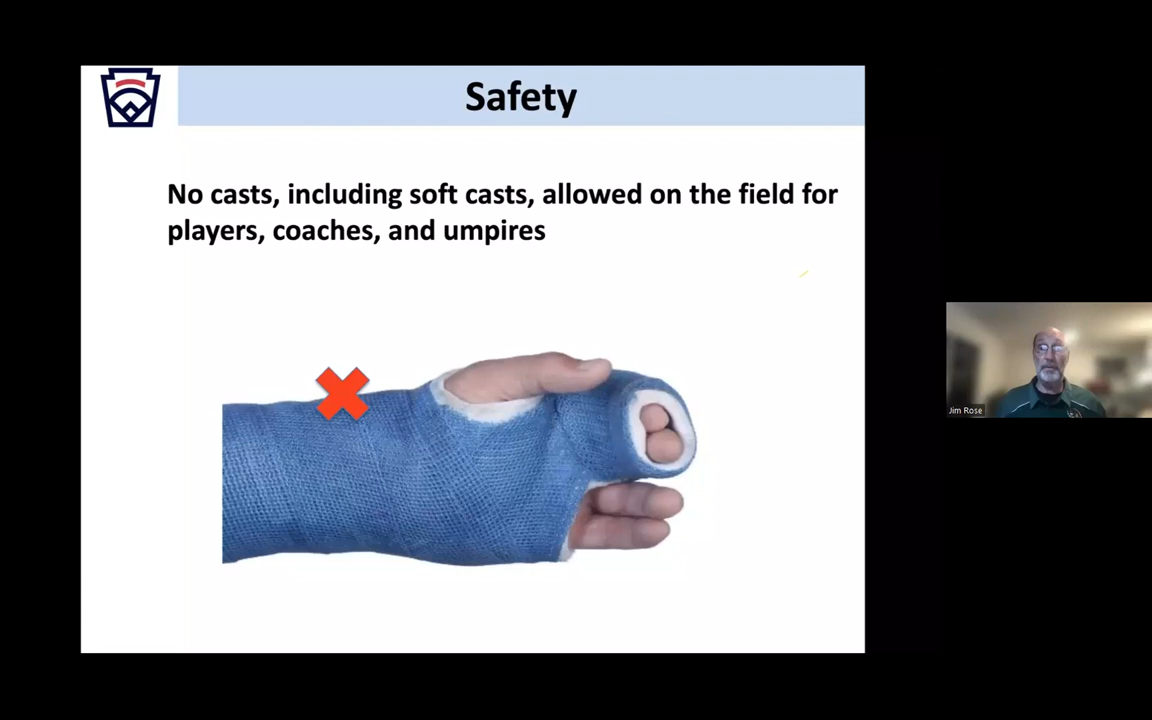 Safety
No casts, including soft casts, allowed on the field for
players, coaches, and umpires
Jim Rose